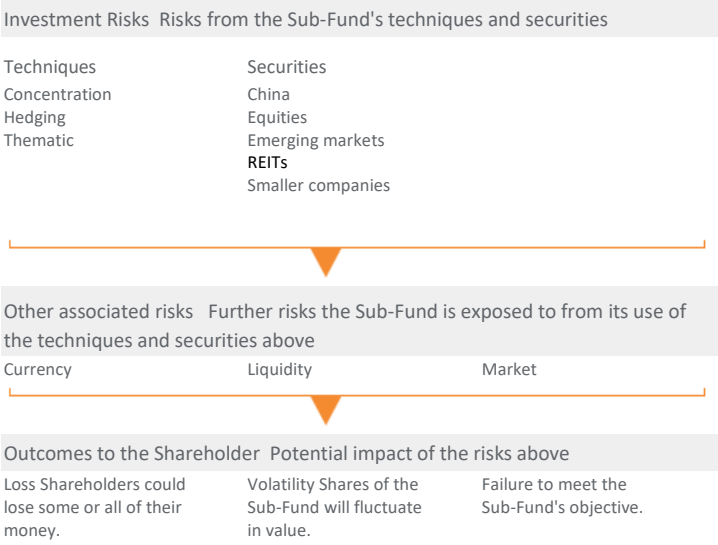 Investment Risks Risks from the Sub-Fund's techniques and securities
Techniques
Concentration
Hedging
Thematic
Securities
China
Equities
Emerging markets
REITs
Smaller companies
Other associated risks Further risks the Sub-Fund is exposed to from its use of
the techniques and securities above
Currency
Liquidity
Market
Outcomes to the Shareholder Potential impact of the risks above
Loss Shareholders could
lose some or all of their
money.
Volatility Shares of the
Sub-Fund will fluctuate
in value.
Failure to meet the
Sub-Fund's objective.